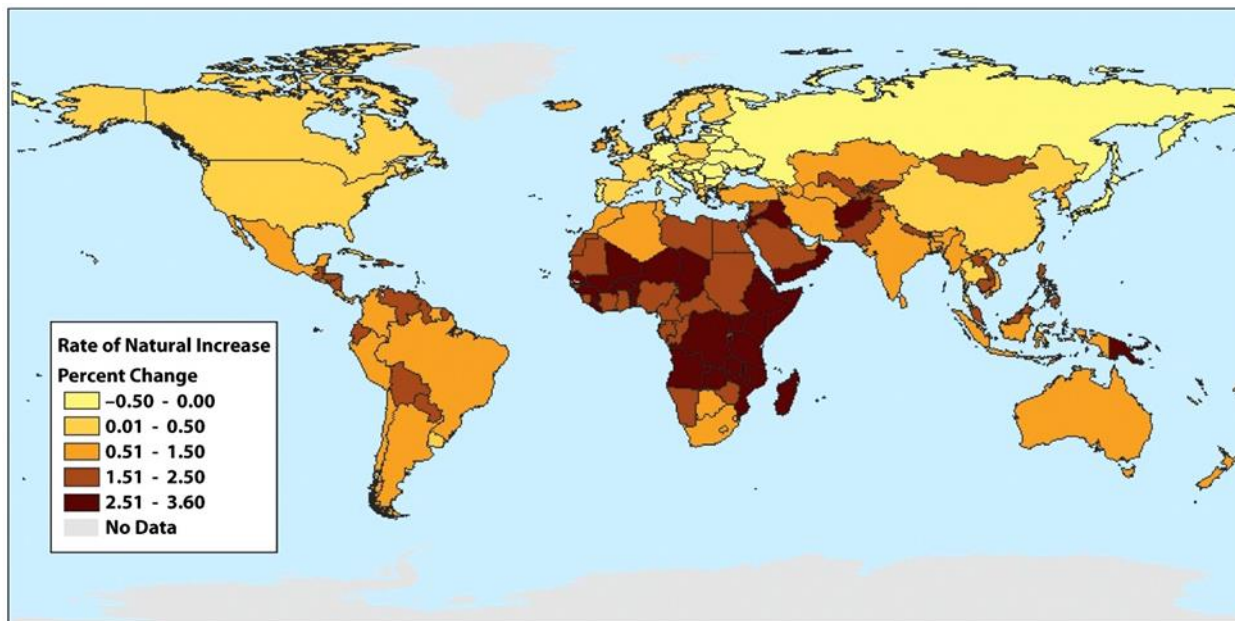 Rate of Natural Increase
Percent Change
−0.50 - 0.00
0.01 - 0.50
0.51 - 1.50
1.51 - 2.50
2.51 - 3.60
No Data